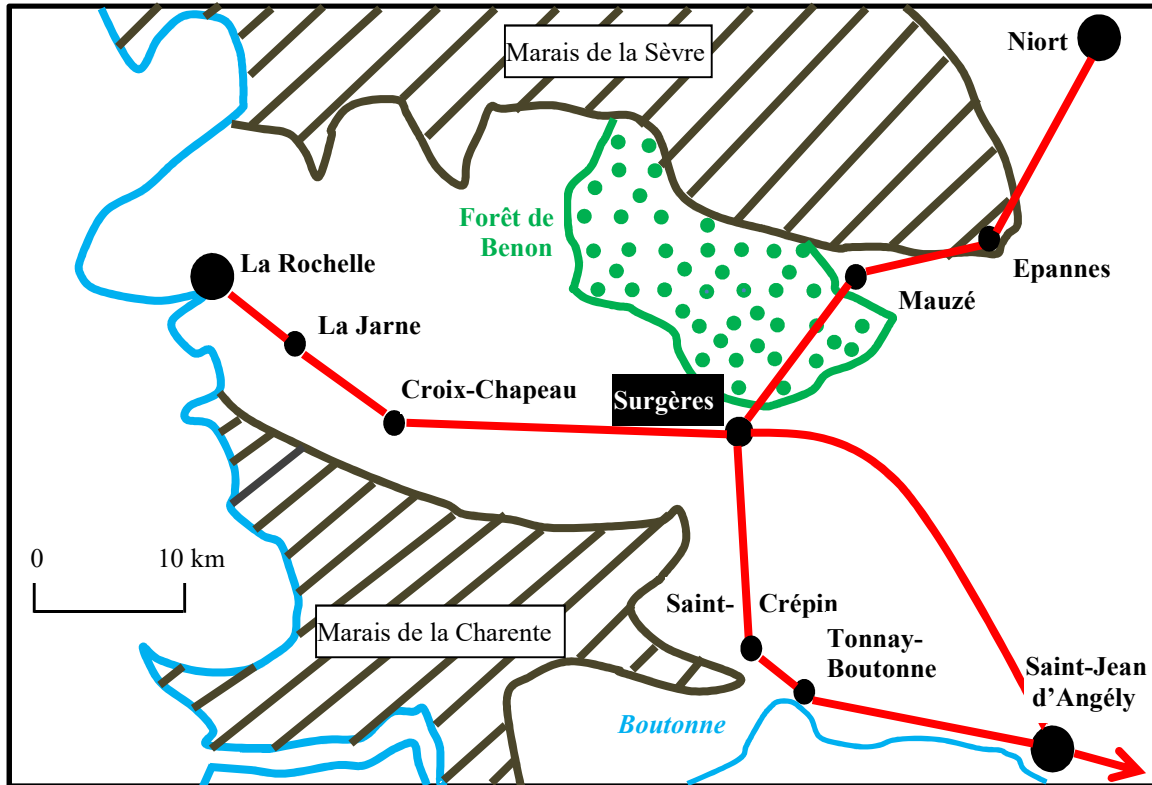 Niort
Marais de la Sèvre
Forêt de
Benon
La Rochelle
Epannes
Mauzé
La Jarne
Croix-Chapeau
Surgères
0 10 km
Saint- Crépin
Marais de la Charente
Tonnay-
Boutonne
Saint-Jean
d’Angély
Boutonne